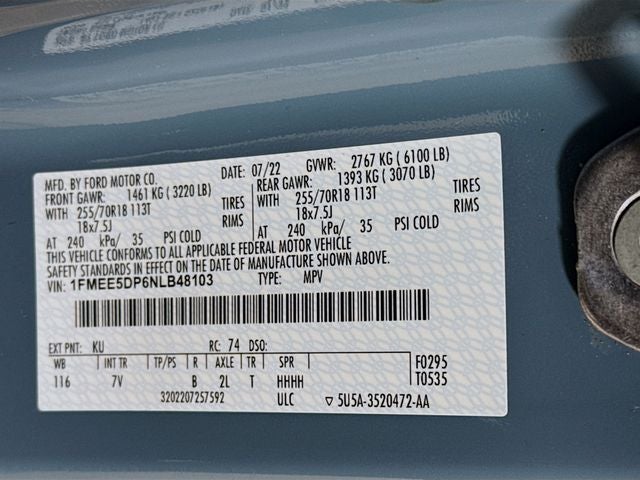 MFD. BY FORD MOTOR CO.
DATE: 07/22 GVWR: 2767 KG ( 6100 LB)
FRONT GAWR: 1461 KG ( 3220 LB) REAR GAWR: 1393 KG ( 3070 LB)
WITH 255/70R18 113T TIRES WITH 255/70R18 113T TIRES
18x7.5J RIMS 18x7.5J RIMS
AT 240 kPa/ 35 PSI COLD AT 240 kPa/ 35 PSI COLD
THIS VEHICLE CONFORMS TO ALL APPLICABLE FEDERAL MOTOR VEHICLE
SAFETY STANDARDS IN EFFECT ON THE DATE OF MANUFACTURE SHOWN ABOVE.
VIN: 1FMEE5DP6NLB48103 TYPE: MPV
EXT PNT: KU RC: 74 DSO:
WB INT TR TP/PS R AXLE TR SPR F0295
116 7V B 2L T HHHH T0535
3202207257592 ULC ▽ 5U5A-3520472-AA